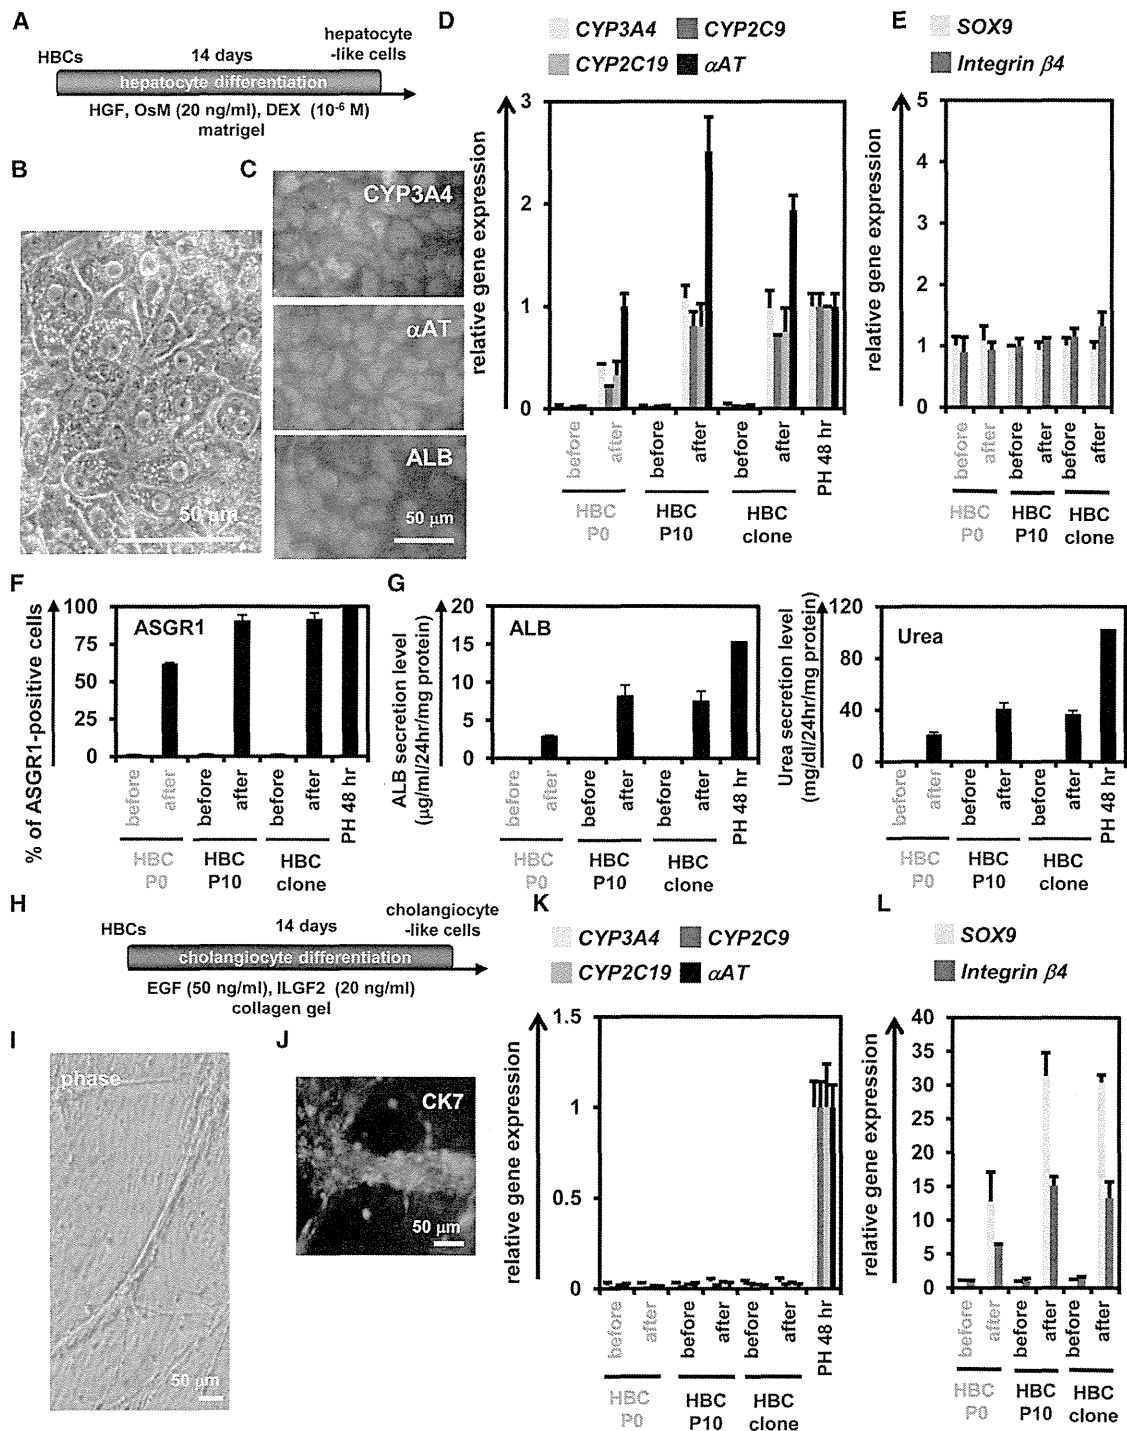 A
HBCs
14 days
hepatocyte
-like cells
hepatocyte differentiation
HGF, OsM (20 ng/ml), DEX (10⁻⁶ M)
matrigel
B
50 μm
C
CYP3A4
αAT
ALB
50 μm
D
CYP3A4
CYP2C9
CYP2C19
αAT
relative gene expression
3
2
1
0
before
after
before
after
before
after
PH 48 hr
HBC
P0
HBC
P10
HBC
clone
E
SOX9
Integrin β4
relative gene expression
5
4
3
2
1
0
before
after
before
after
before
after
HBC
P0
HBC
P10
HBC
clone
F
% of ASGR1-positive cells
100
75
50
25
0
ASGR1
before
after
before
after
before
after
PH 48 hr
HBC
P0
HBC
P10
HBC
clone
G
ALB secretion level
(μg/ml/24hr/mg protein)
20
15
10
5
0
ALB
before
after
before
after
before
after
PH 48 hr
HBC
P0
HBC
P10
HBC
clone
Urea secretion level
(mg/dl/24hr/mg protein)
120
80
40
0
Urea
before
after
before
after
before
after
PH 48 hr
HBC
P0
HBC
P10
HBC
clone
H
HBCs
14 days
cholangiocyte
-like cells
cholangiocyte differentiation
EGF (50 ng/ml), ILGF2 (20 ng/ml)
collagen gel
I
phase
50 μm
J
CK7
50 μm
K
CYP3A4
CYP2C9
CYP2C19
αAT
relative gene expression
1.5
1
0.5
0
before
after
before
after
before
after
PH 48 hr
HBC
P0
HBC
P10
HBC
clone
L
SOX9
Integrin β4
relative gene expression
40
35
30
25
20
15
10
5
0
before
after
before
after
before
after
HBC
P0
HBC
P10
HBC
clone